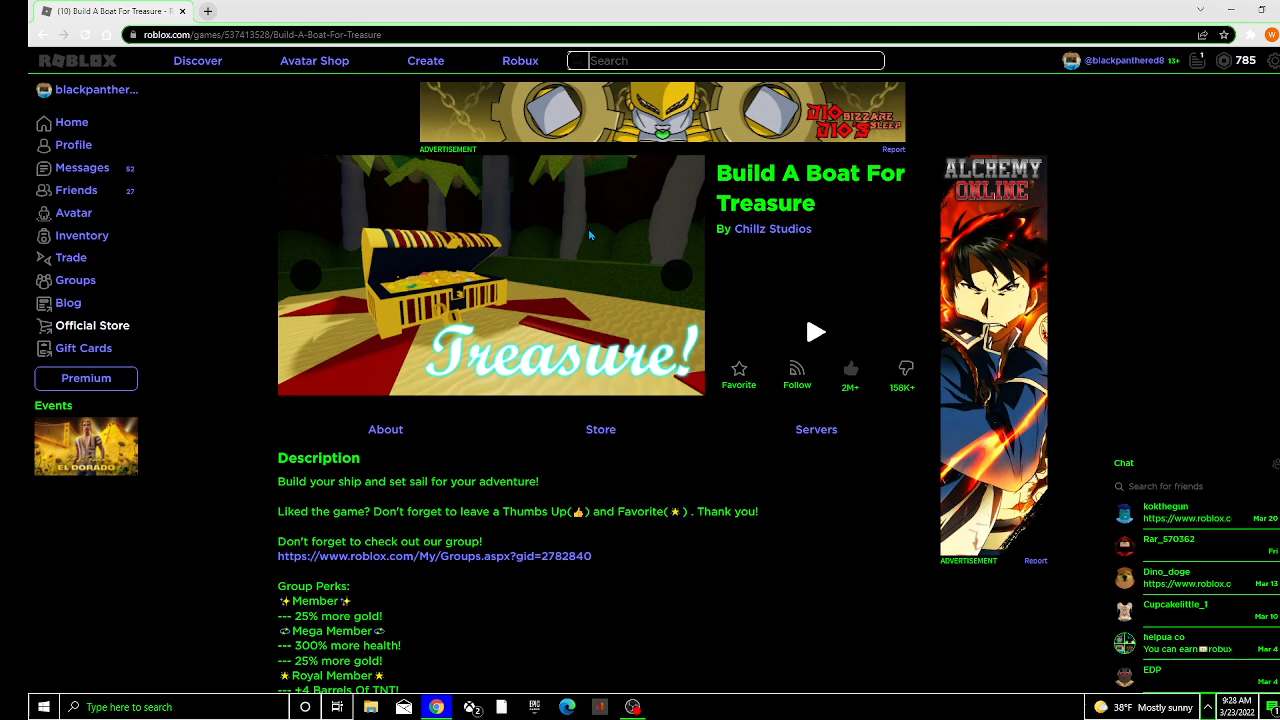 (10) Build A Boat For Treasure - R
roblox.com/games/537413528/Build-A-Boat-For-Treasure
W
ROBLOX
Discover
Avatar Shop
Create
Robux
Search
@blackpanthered8 13+
1
785
blackpanther...
Home
Profile
Messages 52
Friends 27
Avatar
Inventory
Trade
Groups
Blog
Official Store
Gift Cards
Premium
Events
EL DORADO
DIO
BIZZARE
DIO'S
SLEEP
ADVERTISEMENT
Report
Treasure!
Build A Boat For
Treasure
By Chillz Studios
Favorite
Follow
2M+
158K+
ALCHEMY
ONLINE
ADVERTISEMENT
Report
About
Store
Servers
Description
Build your ship and set sail for your adventure!
Liked the game? Don't forget to leave a Thumbs Up(👍) and Favorite(🌟) . Thank you!
Don't forget to check out our group!
https://www.roblox.com/My/Groups.aspx?gid=2782840
Group Perks:
✨Member✨
--- 25% more gold!
💫Mega Member💫
--- 300% more health!
--- 25% more gold!
🌟Royal Member🌟
--- +4 Barrels Of TNT!
Chat
Search for friends
kokthegun
https://www.roblox.c Mar 20
Rar_570362
Fri
Dino_doge
https://www.roblox.c Mar 13
Cupcakelittle_1
Mar 10
helpua co
You can earn💵robux Mar 4
EDP
Mar 4
Type here to search
2
EPIC
38°F Mostly sunny
9:28 AM
3/23/2022
1